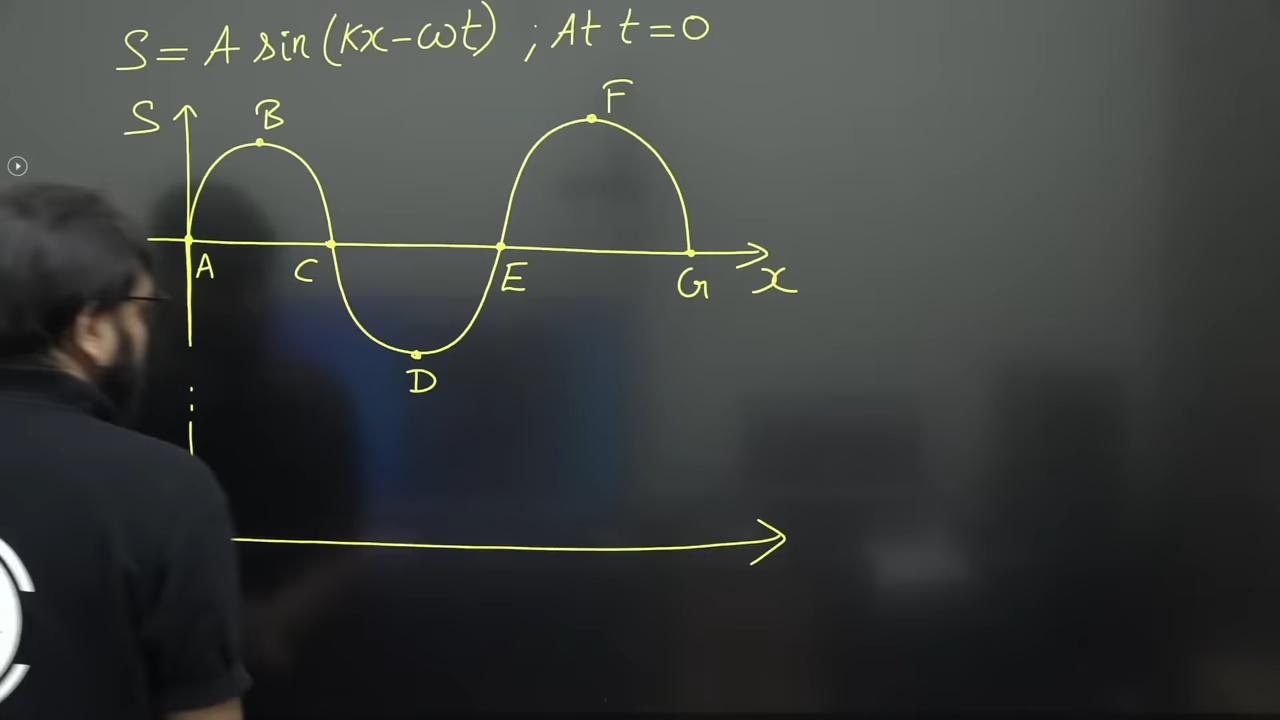 S = A sin(kx-ωt) ; At t=0
S
B
F
A
C
E
G
x
D